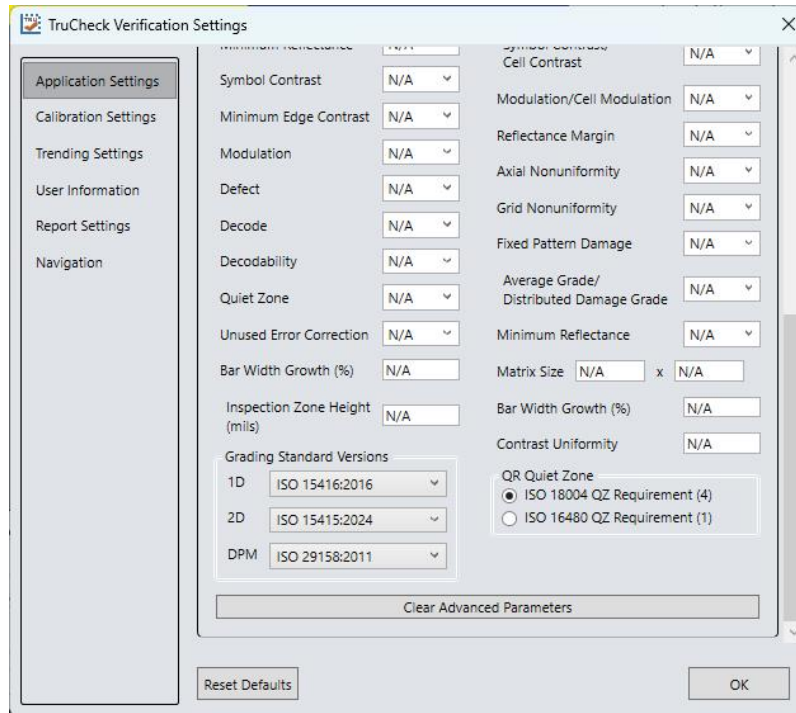 TruCheck Verification Settings
Application Settings
Calibration Settings
Trending Settings
User Information
Report Settings
Navigation
Minimum Reflectance N/A
Symbol Contrast N/A
Minimum Edge Contrast N/A
Modulation N/A
Defect N/A
Decode N/A
Decodability N/A
Quiet Zone N/A
Unused Error Correction N/A
Bar Width Growth (%) N/A
Inspection Zone Height
(mils) N/A
Grading Standard Versions
1D ISO 15416:2016
2D ISO 15415:2024
DPM ISO 29158:2011
Symbol Contrast/
Cell Contrast N/A
Modulation/Cell Modulation N/A
Reflectance Margin N/A
Axial Nonuniformity N/A
Grid Nonuniformity N/A
Fixed Pattern Damage N/A
Average Grade/
Distributed Damage Grade N/A
Minimum Reflectance N/A
Matrix Size N/A x N/A
Bar Width Growth (%) N/A
Contrast Uniformity N/A
QR Quiet Zone
ISO 18004 QZ Requirement (4)
ISO 16480 QZ Requirement (1)
Clear Advanced Parameters
Reset Defaults
OK